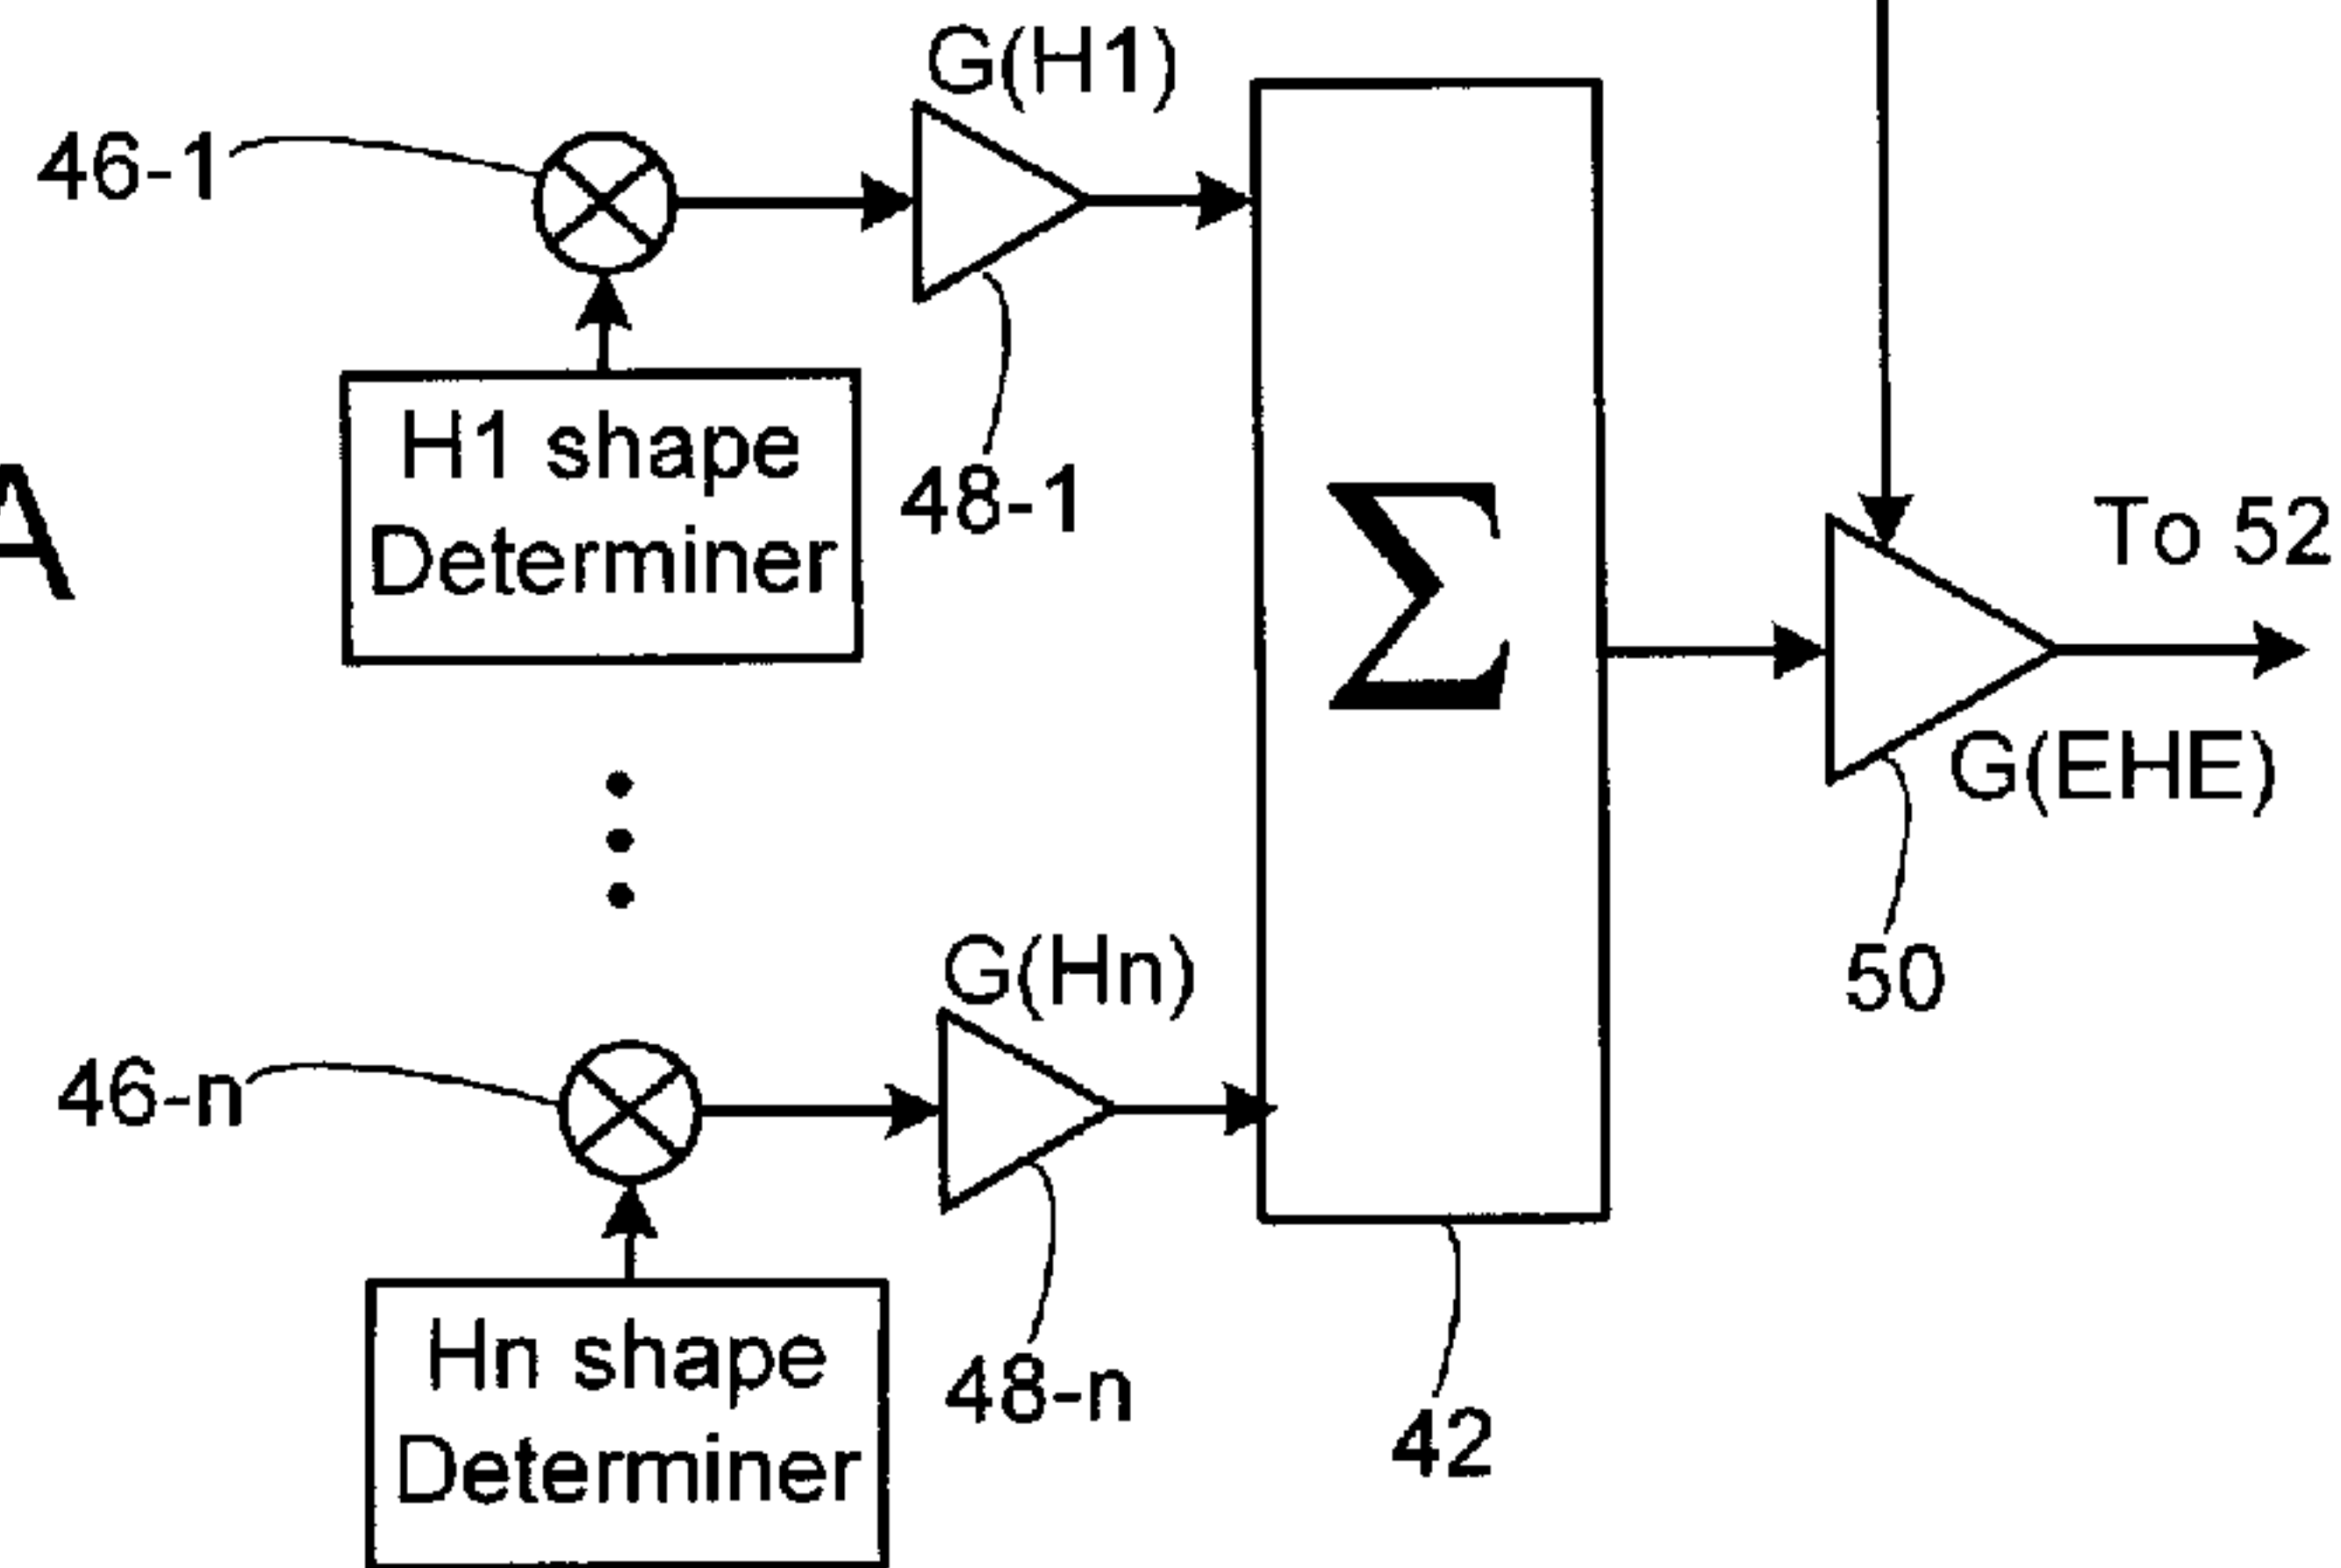 G(H1)
46-1
H1 shape
Determiner
48-1
A
Σ
To 52
G(EHE)
50
G(Hn)
46-n
48-n
Hn shape
Determiner
42